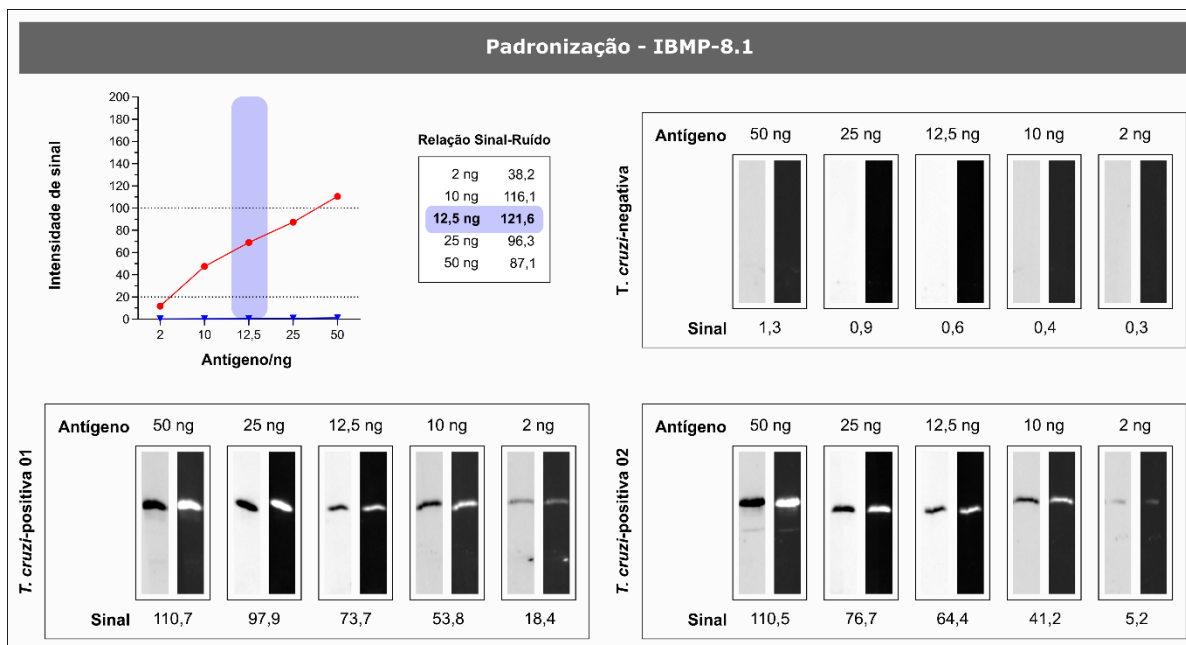 Padronização - IBMP-8.1
Intensidade de sinal
200
180
160
140
120
100
80
60
40
20
0
2 10 12,5 25 50
Antígeno/ng
Relação Sinal-Ruído
2 ng 38,2
10 ng 116,1
12,5 ng 121,6
25 ng 96,3
50 ng 87,1
T. cruzi-negativa
Antígeno 50 ng 25 ng 12,5 ng 10 ng 2 ng
Sinal 1,3 0,9 0,6 0,4 0,3
T. cruzi-positiva 01
Antígeno 50 ng 25 ng 12,5 ng 10 ng 2 ng
Sinal 110,7 97,9 73,7 53,8 18,4
T. cruzi-positiva 02
Antígeno 50 ng 25 ng 12,5 ng 10 ng 2 ng
Sinal 110,5 76,7 64,4 41,2 5,2